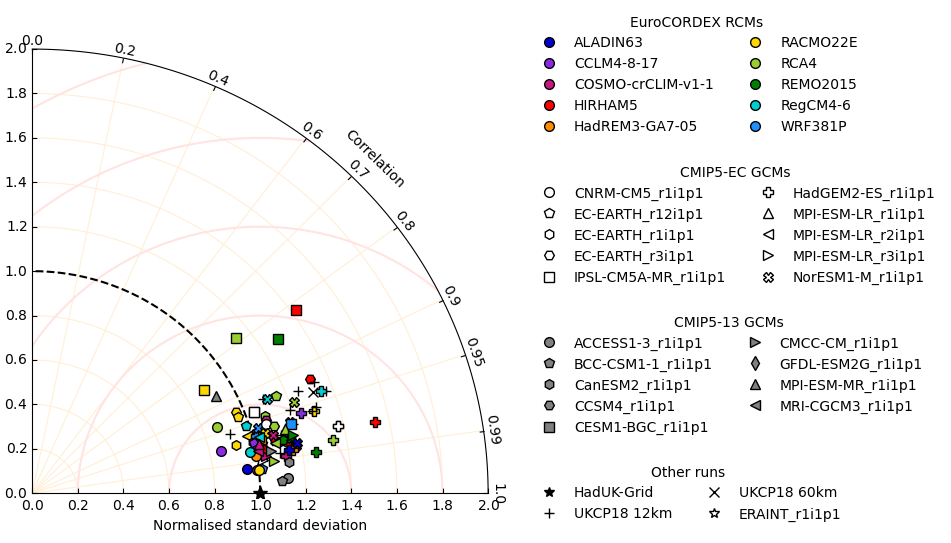 0.0
0.2
0.4
0.6
Correlation
0.7
0.8
0.9
0.95
0.99
1.0
2.0
1.8
1.6
1.4
1.2
1.0
0.8
0.6
0.4
0.2
0.0
0.0 0.2 0.4 0.6 0.8 1.0 1.2 1.4 1.6 1.8 2.0
Normalised standard deviation
EuroCORDEX RCMs
ALADIN63 RACMO22E
CCLM4-8-17 RCA4
COSMO-crCLIM-v1-1 REMO2015
HIRHAM5 RegCM4-6
HadREM3-GA7-05 WRF381P
CMIP5-EC GCMs
CNRM-CM5_r1i1p1 HadGEM2-ES_r1i1p1
EC-EARTH_r12i1p1 MPI-ESM-LR_r1i1p1
EC-EARTH_r1i1p1 MPI-ESM-LR_r2i1p1
EC-EARTH_r3i1p1 MPI-ESM-LR_r3i1p1
IPSL-CM5A-MR_r1i1p1 NorESM1-M_r1i1p1
CMIP5-13 GCMs
ACCESS1-3_r1i1p1 CMCC-CM_r1i1p1
BCC-CSM1-1_r1i1p1 GFDL-ESM2G_r1i1p1
CanESM2_r1i1p1 MPI-ESM-MR_r1i1p1
CCSM4_r1i1p1 MRI-CGCM3_r1i1p1
CESM1-BGC_r1i1p1
Other runs
HadUK-Grid UKCP18 60km
UKCP18 12km ERAINT_r1i1p1